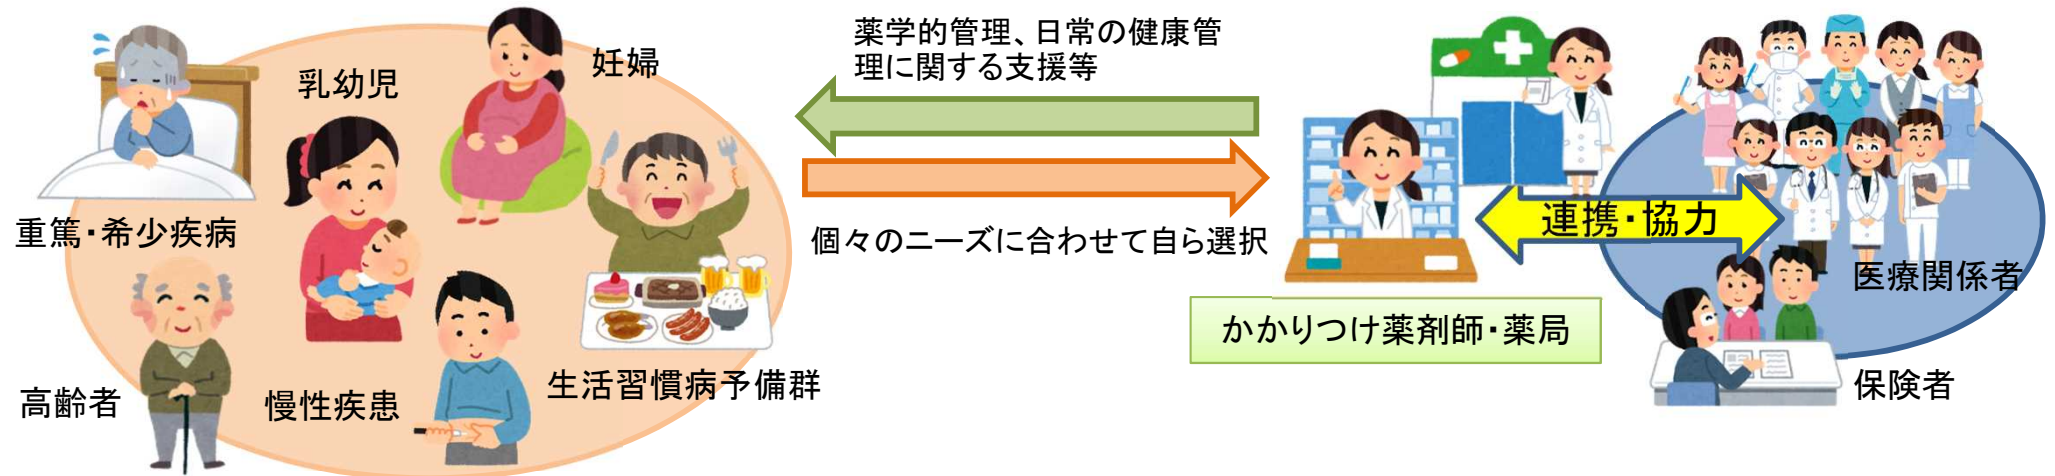 妊婦
乳幼児
重篤・希少疾病
高齢者
慢性疾患
生活習慣病予備群
薬学的管理、日常の健康管
理に関する支援等
個々のニーズに合わせて自ら選択
かかりつけ薬剤師・薬局
連携・協力
医療関係者
保険者